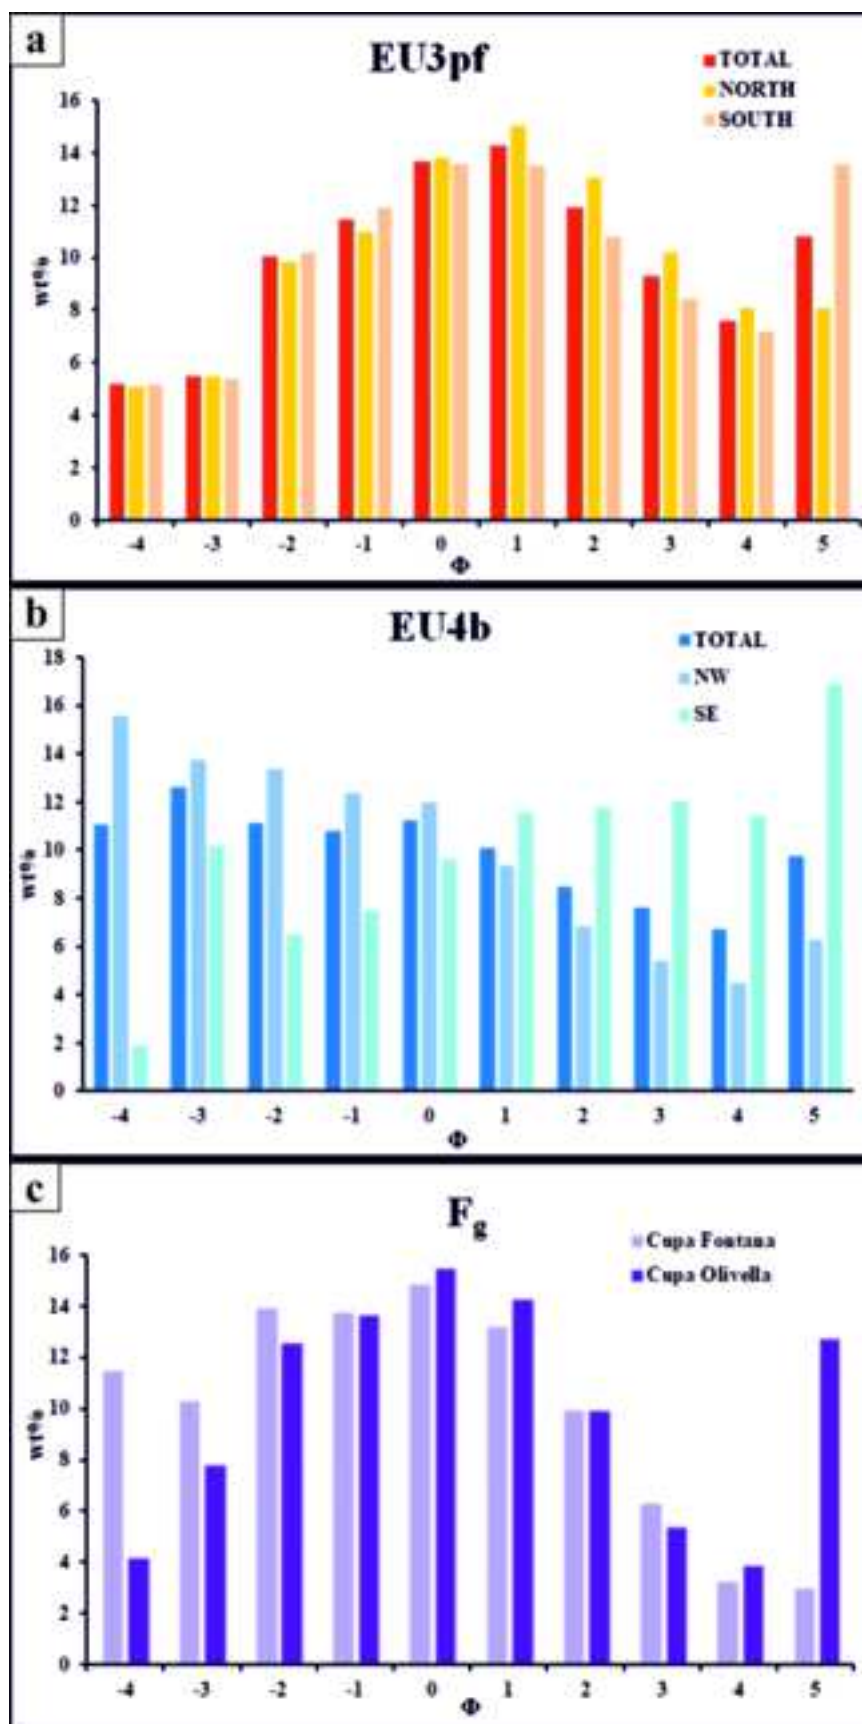 a
EU3pf
TOTAL
NORTH
SOUTH
16
14
12
10
8
6
4
2
0
wt%
-4 -3 -2 -1 0 1 2 3 4 5
Φ
b
EU4b
TOTAL
NW
SE
18
16
14
12
10
8
6
4
2
0
wt%
-4 -3 -2 -1 0 1 2 3 4 5
Φ
c
Fg
Cupa Fontana
Cupa Olivella
16
14
12
10
8
6
4
2
0
wt%
-4 -3 -2 -1 0 1 2 3 4 5
Φ